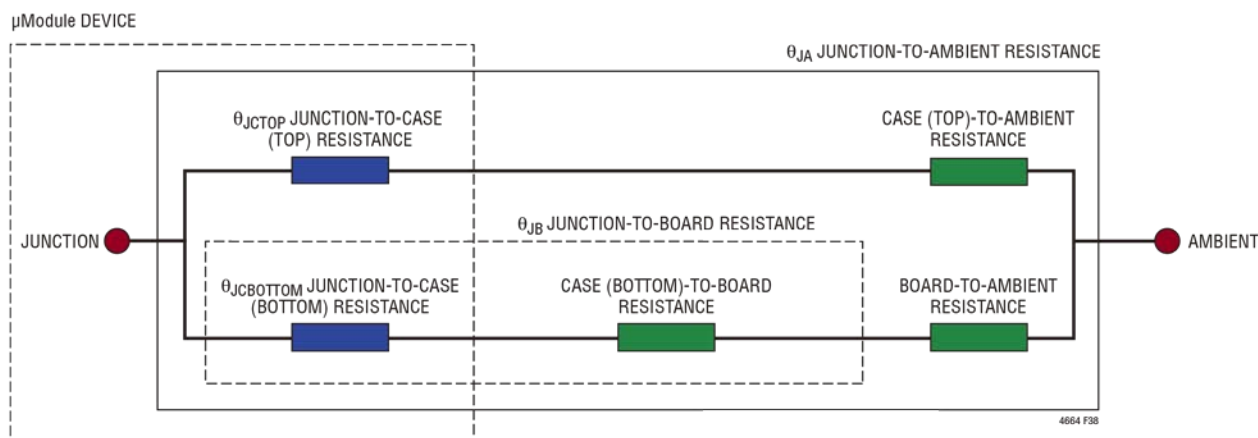 µModule DEVICE
θJA JUNCTION-TO-AMBIENT RESISTANCE
θJCTOP JUNCTION-TO-CASE
(TOP) RESISTANCE
CASE (TOP)-TO-AMBIENT
RESISTANCE
θJB JUNCTION-TO-BOARD RESISTANCE
JUNCTION
AMBIENT
θJCBOTTOM JUNCTION-TO-CASE
(BOTTOM) RESISTANCE
CASE (BOTTOM)-TO-BOARD
RESISTANCE
BOARD-TO-AMBIENT
RESISTANCE
4664 F38